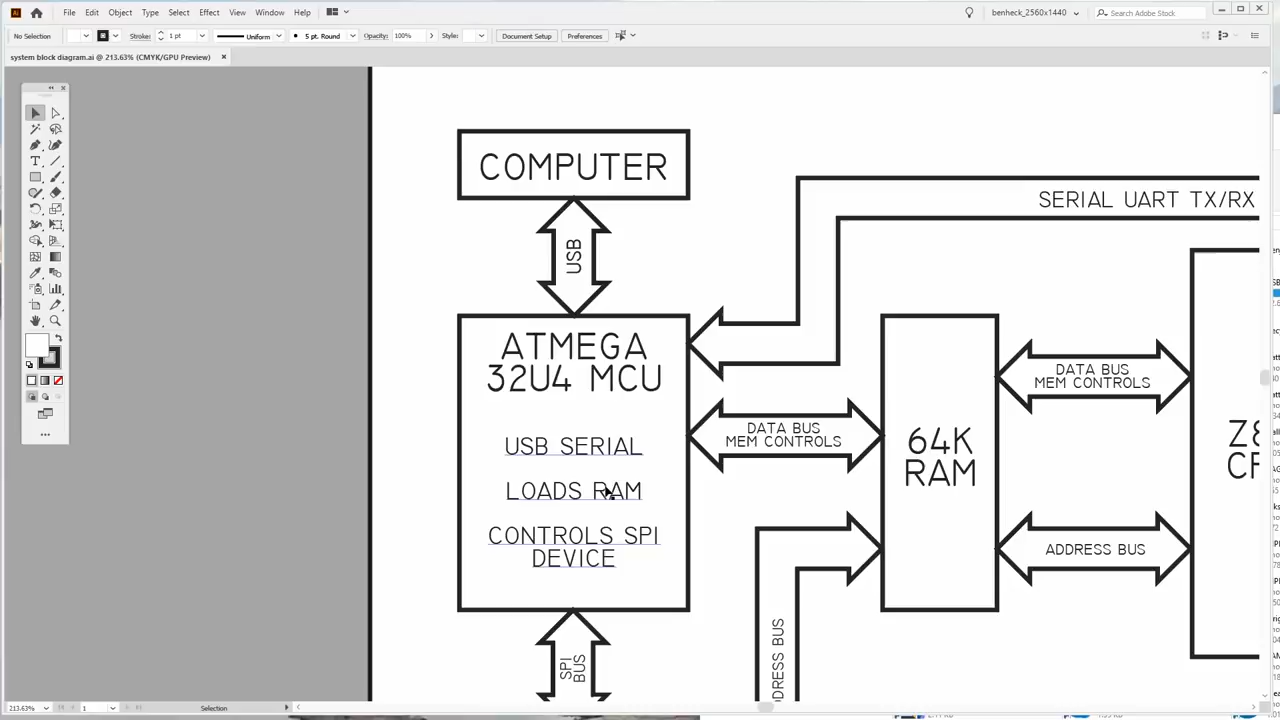 File Edit Object Type Select Effect View Window Help
benheck_2560x1440
Search Adobe Stock
No Selection
Stroke:
1 pt
Uniform
5 pt. Round
Opacity:
100%
Style:
Document Setup
Preferences
system block diagram.ai @ 213.63% (CMYK/GPU Preview)
COMPUTER
USB
SERIAL UART TX/RX
ATMEGA
32U4 MCU
USB SERIAL
LOADS RAM
CONTROLS SPI
DEVICE
DATA BUS
MEM CONTROLS
64K
RAM
DATA BUS
MEM CONTROLS
ADDRESS BUS
SPI
BUS
BUS
213.63%
1
Selection